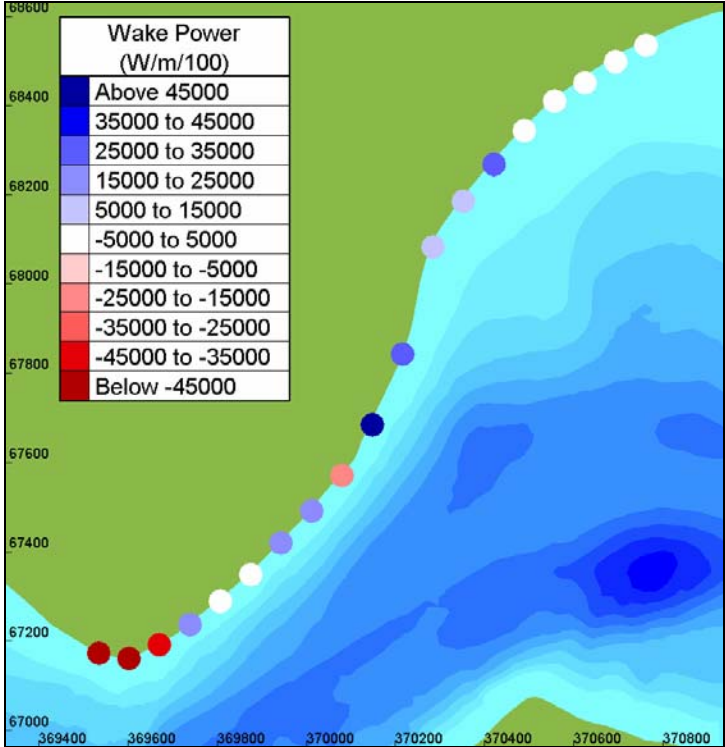 68600
Wake Power
(W/m/100)
Above 45000
35000 to 45000
25000 to 35000
15000 to 25000
5000 to 15000
-5000 to 5000
-15000 to -5000
-25000 to -15000
-35000 to -25000
-45000 to -35000
Below -45000
68400
68200
68000
67800
67600
67400
67200
67000
369400 369600 369800 370000 370200 370400 370600 370800